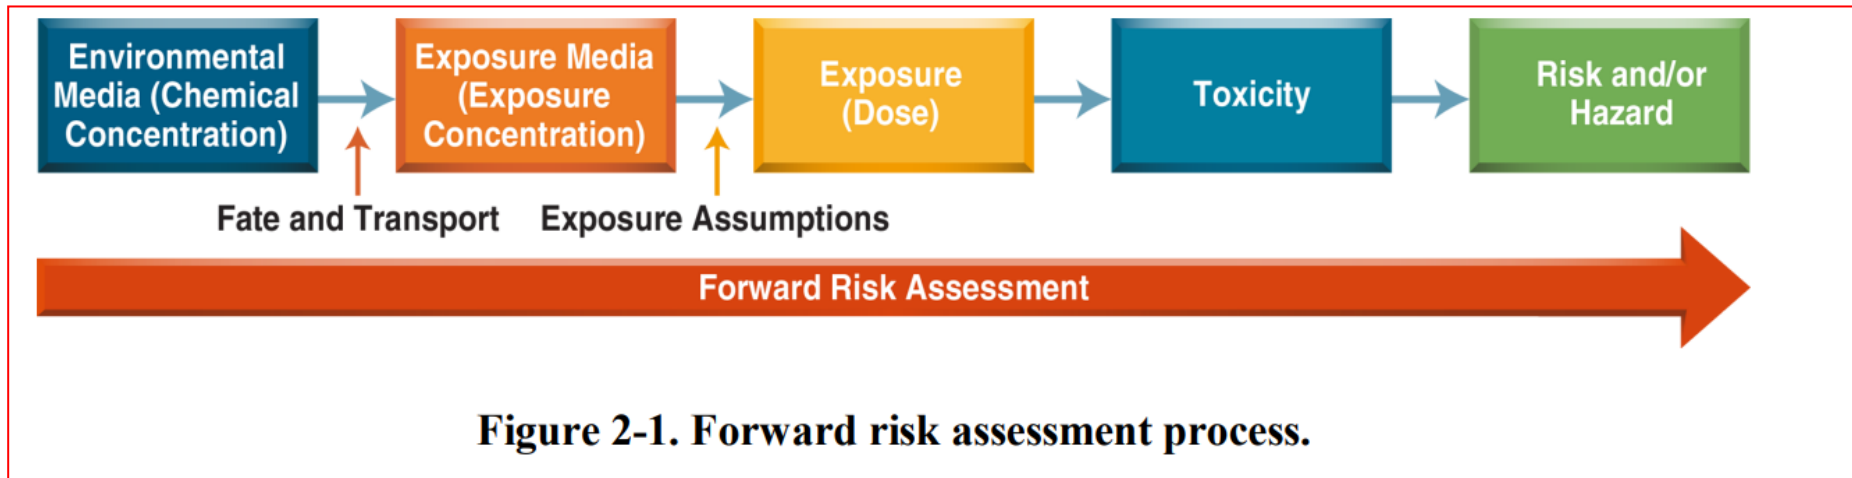 Environmental
Media (Chemical
Concentration)
Exposure Media
(Exposure
Concentration)
Exposure
(Dose)
Toxicity
Risk and/or
Hazard
Fate and Transport
Exposure Assumptions
Forward Risk Assessment
Figure 2-1. Forward risk assessment process.